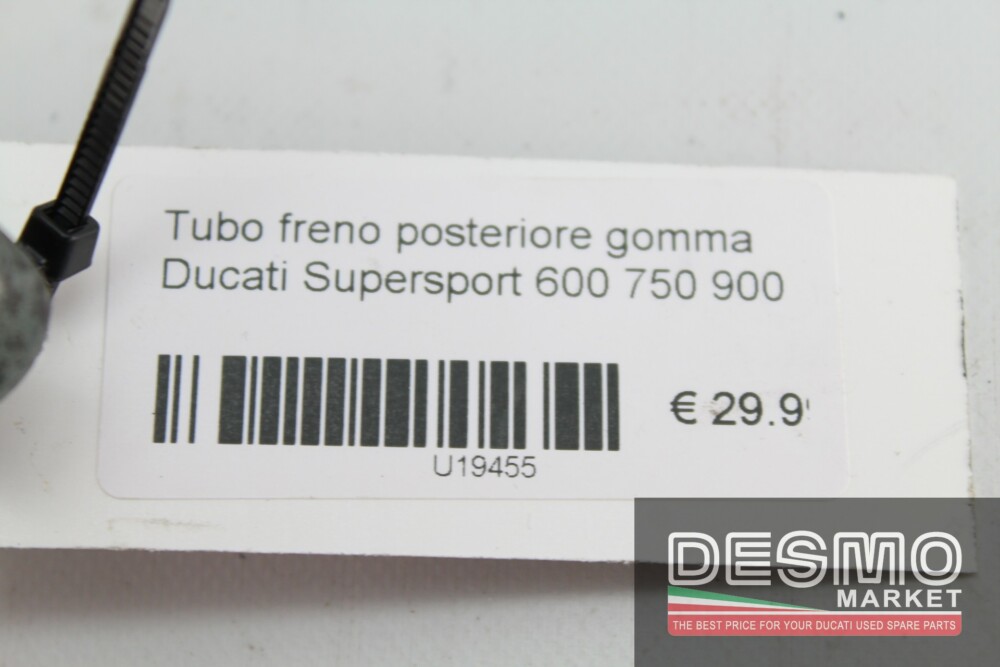 Tubo freno posteriore gomma
Ducati Supersport 600 750 900
€ 29.9
U19455
DESMO
MARKET
THE BEST PRICE FOR YOUR DUCATI USED SPARE PARTS